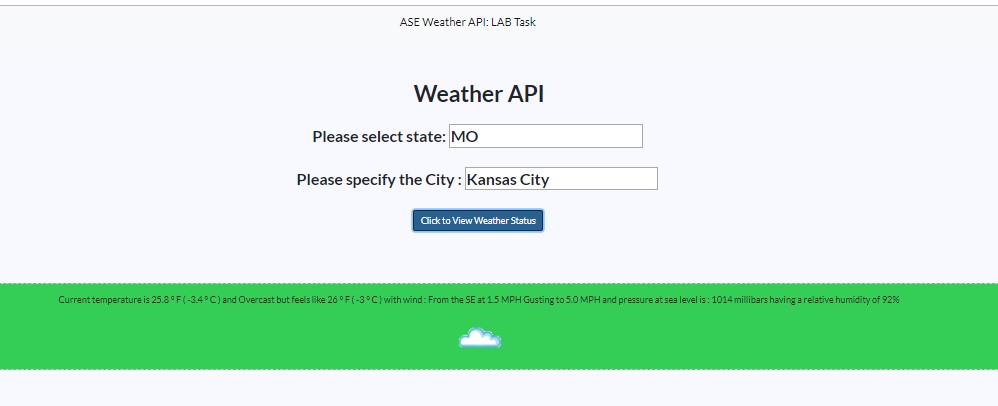 ASE Weather API: LAB Task
Weather API
Please select state: MO
Please specify the City : Kansas City
Click to View Weather Status
Current temperature is 25.8 º F ( -3.4 º C ) and Overcast but feels like 26 º F ( -3 º C ) with wind : From the SE at 1.5 MPH Gusting to 5.0 MPH and pressure at sea level is : 1014 millibars having a relative humidity of 92%